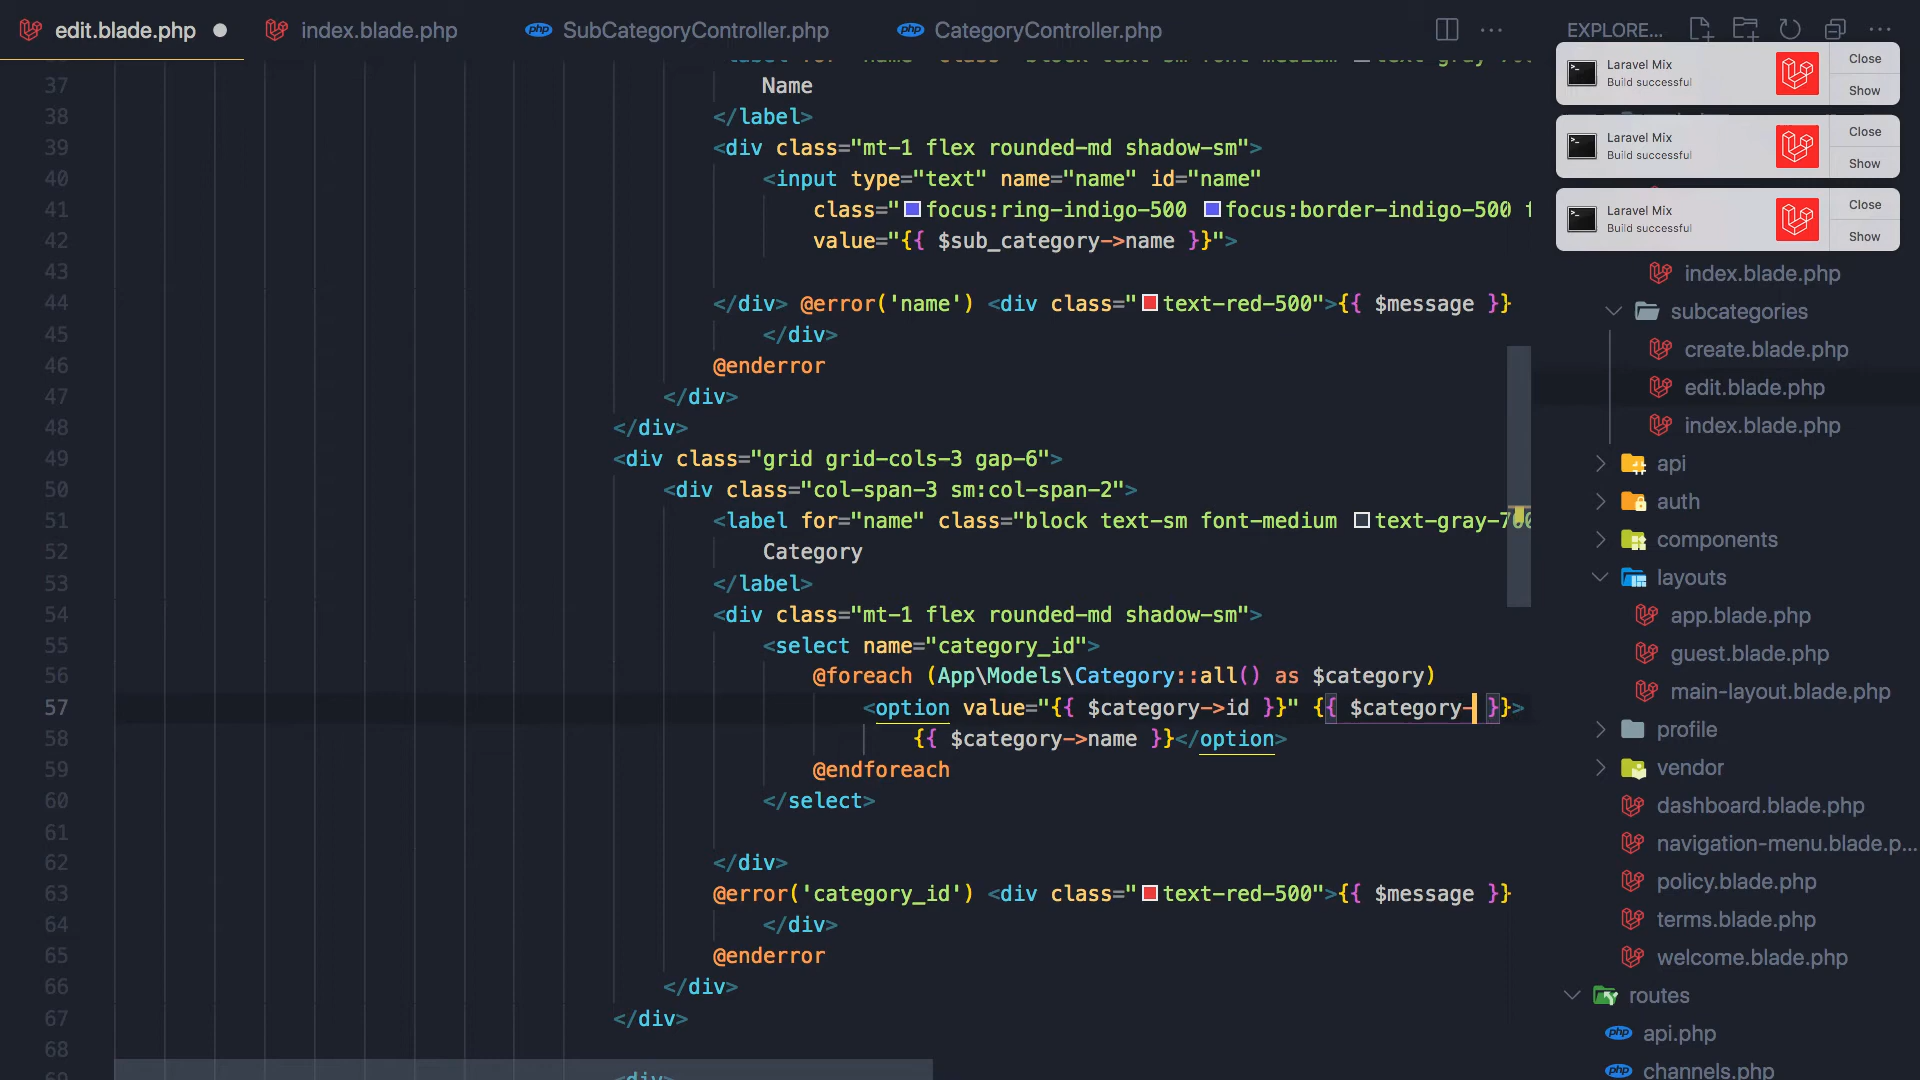 edit.blade.php
index.blade.php
SubCategoryController.php
CategoryController.php
EXPLORE...
37 Name
38 </label>
39 <div class="mt-1 flex rounded-md shadow-sm">
40 <input type="text" name="name" id="name"
41 class="focus:ring-indigo-500 focus:border-indigo-500 f
42 value="{{ $sub_category->name }}">
43
44 </div> @error('name') <div class="text-red-500">{{ $message }}
45 </div>
46 @enderror
47 </div>
48 </div>
49 <div class="grid grid-cols-3 gap-6">
50 <div class="col-span-3 sm:col-span-2">
51 <label for="name" class="block text-sm font-medium text-gray-700
52 Category
53 </label>
54 <div class="mt-1 flex rounded-md shadow-sm">
55 <select name="category_id">
56 @foreach (App\Models\Category::all() as $category)
57 <option value="{{ $category->id }}" {{ $category- }}>
58 {{ $category->name }}</option>
59 @endforeach
60 </select>
61
62 </div>
63 @error('category_id') <div class="text-red-500">{{ $message }}
64 </div>
65 @enderror
66 </div>
67 </div>
68
69 <div>
Laravel Mix
Build successful
Close
Show
Laravel Mix
Build successful
Close
Show
Laravel Mix
Build successful
Close
Show
index.blade.php
subcategories
create.blade.php
edit.blade.php
index.blade.php
api
auth
components
layouts
app.blade.php
guest.blade.php
main-layout.blade.php
profile
vendor
dashboard.blade.php
navigation-menu.blade.p...
policy.blade.php
terms.blade.php
welcome.blade.php
routes
api.php
channels.php